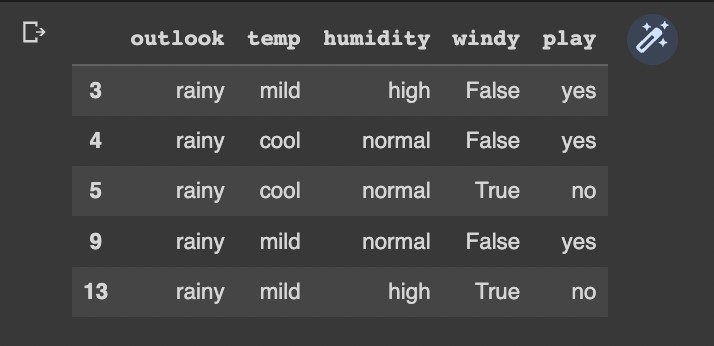 outlook temp humidity windy play
3 rainy mild high False yes
4 rainy cool normal False yes
5 rainy cool normal True no
9 rainy mild normal False yes
13 rainy mild high True no